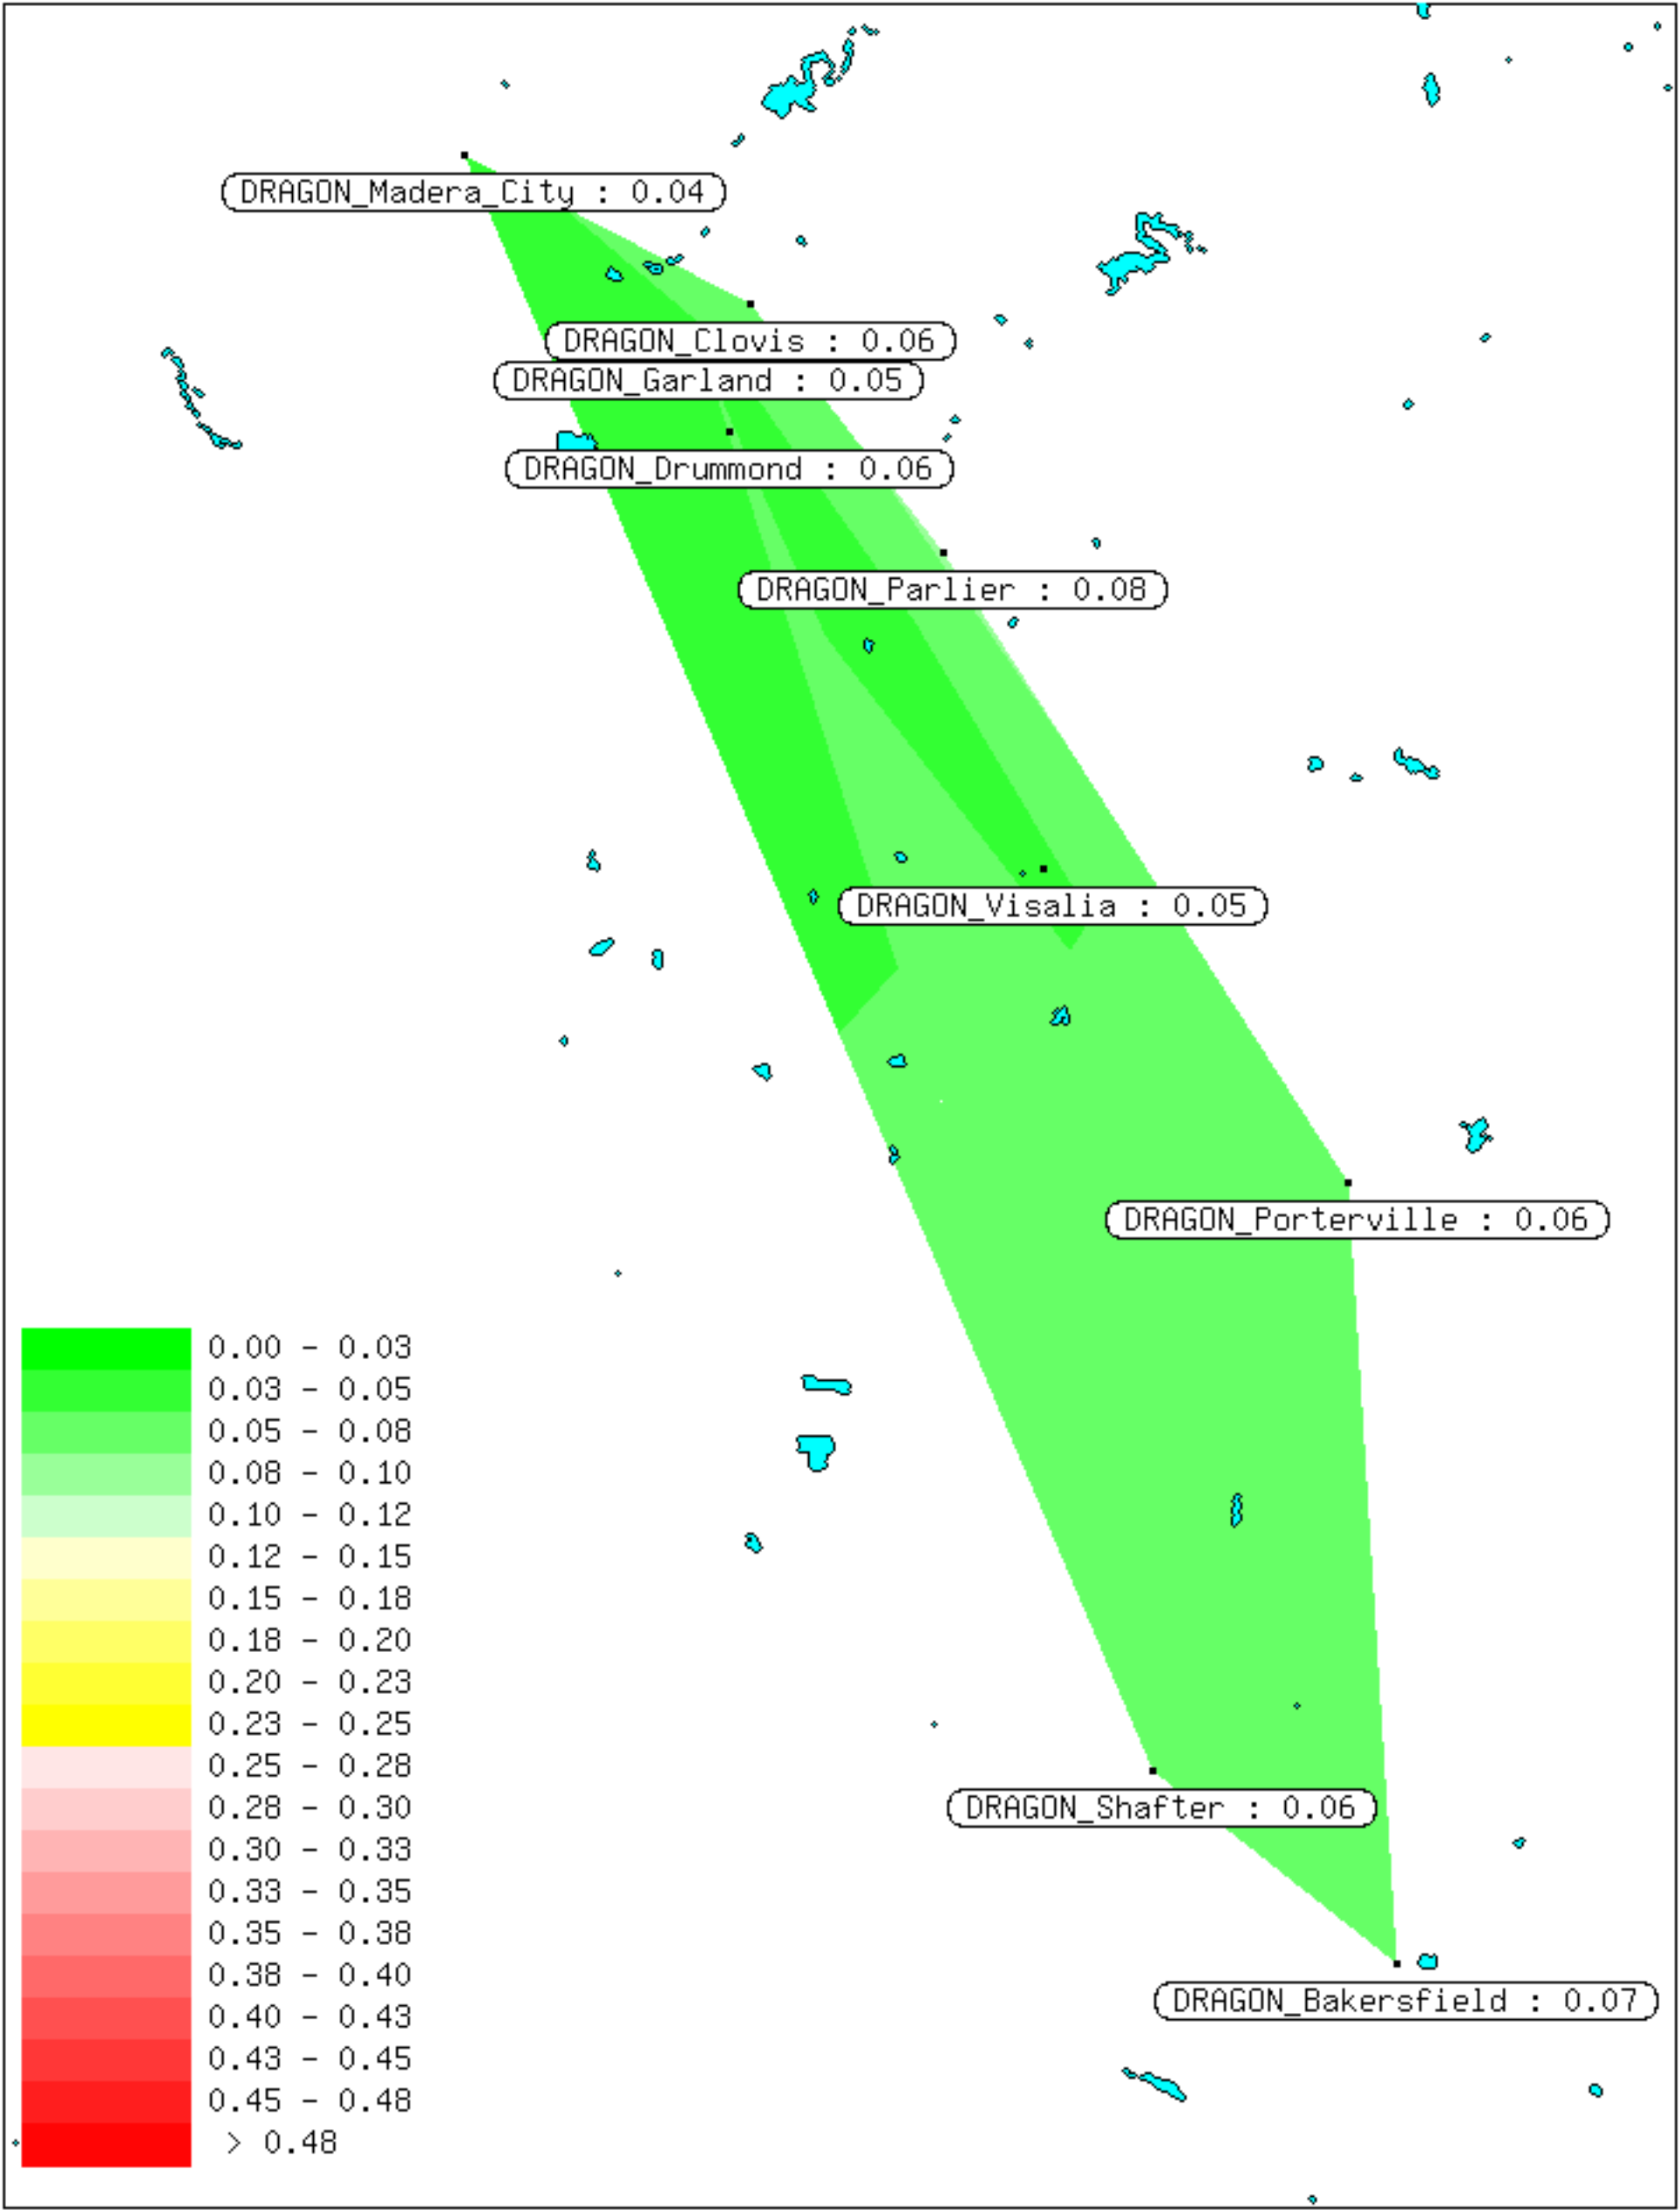 DRAGON_Madera_City : 0.04
DRAGON_Clovis : 0.06
DRAGON_Garland : 0.05
DRAGON_Drummond : 0.06
DRAGON_Parlier : 0.08
DRAGON_Visalia : 0.05
DRAGON_Porterville : 0.06
DRAGON_Shafter : 0.06
DRAGON_Bakersfield : 0.07
0.00 - 0.03
0.03 - 0.05
0.05 - 0.08
0.08 - 0.10
0.10 - 0.12
0.12 - 0.15
0.15 - 0.18
0.18 - 0.20
0.20 - 0.23
0.23 - 0.25
0.25 - 0.28
0.28 - 0.30
0.30 - 0.33
0.33 - 0.35
0.35 - 0.38
0.38 - 0.40
0.40 - 0.43
0.43 - 0.45
0.45 - 0.48
> 0.48